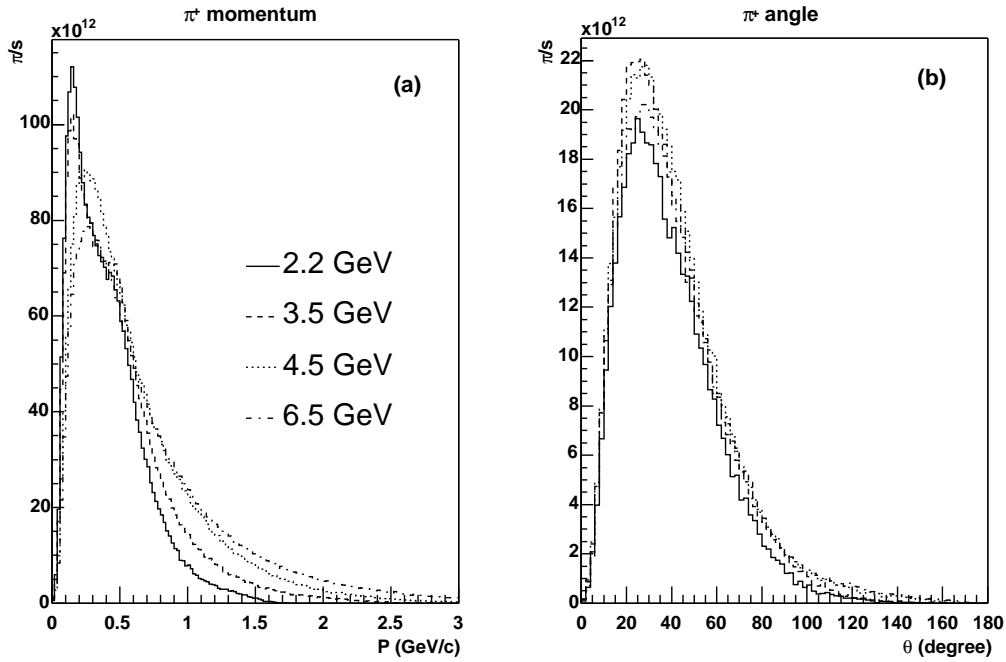 π⁺ momentum
x10¹²
π/s
(a)
100
80
60
40
20
0
2.2 GeV
3.5 GeV
4.5 GeV
6.5 GeV
0 0.5 1 1.5 2 2.5 3
P (GeV/c)
π⁺ angle
x10¹²
π/s
(b)
22
20
18
16
14
12
10
8
6
4
2
0
0 20 40 60 80 100 120 140 160 180
θ (degree)